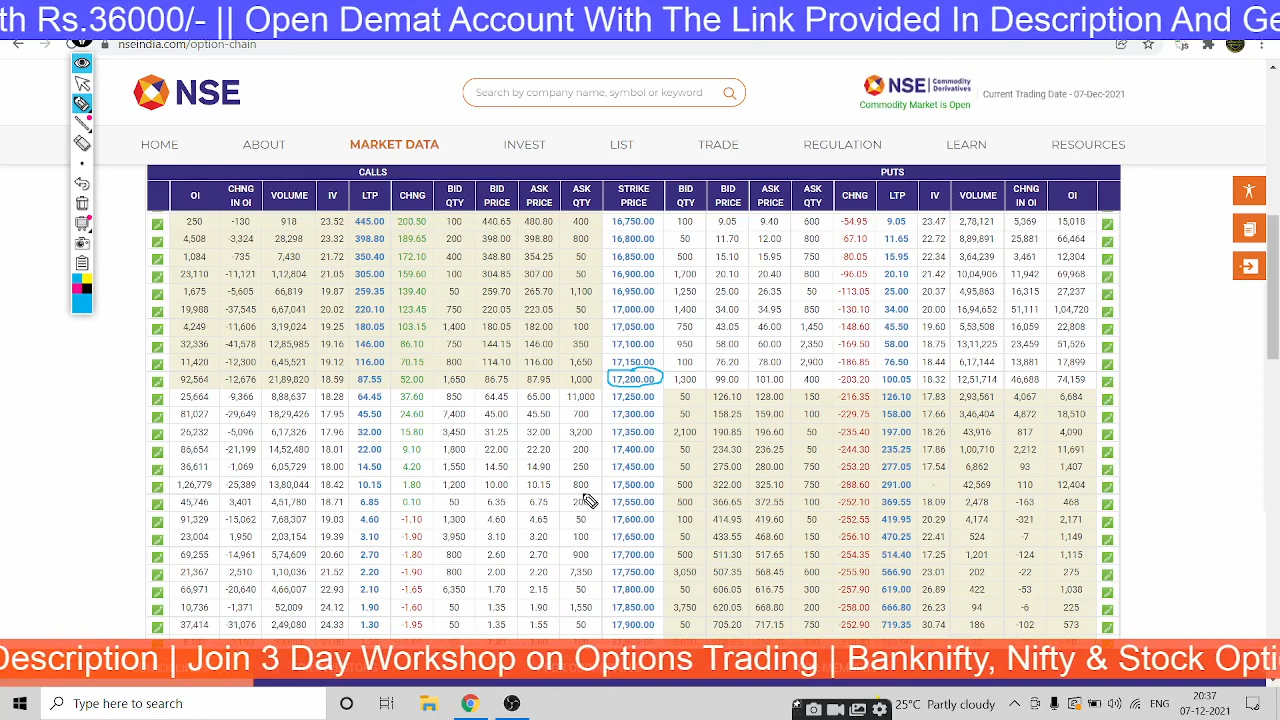 th Rs.36000/- || Open Demat Account With The Link Provided In Description And Ge
nseindia.com/option-chain
NSE
Search by company name, symbol or keyword
NSE Commodity Derivatives
Commodity Market is Open
Current Trading Date - 07-Dec-2021
HOME ABOUT MARKET DATA INVEST LIST TRADE REGULATION LEARN RESOURCES
CALLS PUTS
OI CHNG IN OI VOLUME IV LTP CHNG BID QTY BID PRICE ASK PRICE ASK QTY STRIKE PRICE BID QTY BID PRICE ASK PRICE ASK QTY CHNG LTP IV VOLUME CHNG IN OI OI
250 -130 918 23.52 445.00 200.50 100 440.65 480.80 400 16,750.00 100 9.05 9.40 600 -54.95 9.05 23.47 2,78,121 5,369 15,018
4,508 -3,324 28,298 23.32 398.80 189.65 200 398.00 398.90 800 16,800.00 50 11.70 12.00 800 -67.10 11.65 22.72 8,89,891 25,881 66,464
1,084 -735 7,430 21.72 350.40 172.10 400 348.80 354.25 50 16,850.00 500 15.10 15.95 750 -80.05 15.95 22.34 3,64,239 3,461 12,304
23,110 -11,121 1,12,804 21.05 305.00 159.60 100 304.80 307.00 50 16,900.00 1,700 20.10 20.40 800 -96.05 20.10 21.42 10,04,906 11,942 69,968
1,675 -5,605 66,819 19.87 259.35 139.40 50 259.70 265.70 1,100 16,950.00 1,250 25.00 26.35 50 -113.05 25.00 20.37 4,95,863 16,315 27,237
19,988 -37,545 6,67,041 20.02 220.10 123.45 750 220.05 223.05 50 17,000.00 1,400 34.00 34.95 850 -130.10 34.00 20.02 16,94,652 51,111 1,04,720
4,249 -11,606 3,19,024 19.25 180.05 103.15 1,400 180.05 182.00 100 17,050.00 750 43.05 46.00 1,450 -148.60 45.50 19.60 5,53,508 16,059 22,808
32,336 -41,578 12,85,985 19.16 146.00 86.10 750 144.15 146.00 350 17,100.00 950 58.00 60.00 2,350 -169.50 58.00 18.75 13,11,225 23,459 51,526
11,420 -12,300 6,45,521 19.12 116.00 70.15 800 114.10 116.00 1,650 17,150.00 100 76.20 78.00 2,900 -186.85 76.50 18.44 6,17,149 13,881 17,899
92,564 -12,676 21,89,820 18.59 87.55 52.00 1,650 86.75 87.95 1,000 17,200.00 1,300 99.00 101.00 400 -203.20 100.05 18.32 12,51,714 46,688 74,159
25,664 -9,366 8,88,637 18.28 64.45 37.60 850 64.45 65.00 11,000 17,250.00 50 126.10 128.00 150 -216.35 126.10 17.83 2,93,561 4,067 6,684
81,027 -29,649 18,29,426 17.95 45.50 24.60 7,400 45.00 45.50 700 17,300.00 50 158.25 159.00 100 -229.75 158.00 17.66 3,46,404 4,872 18,510
26,232 -5,096 6,17,326 17.96 32.00 15.80 3,450 31.25 32.00 3,200 17,350.00 2,100 190.85 196.60 50 -235.40 197.00 18.26 43,916 817 4,090
-21,199 14,52,540 18.01 22.00 9.10 1,800 22.00 22.20 200 17,400.00 50 234.30 236.25 50 -244.30 235.25 17.86 1,00,710 2,212 11,691
36,611 -1,069 6,05,729 18.00 14.50 4.20 1,550 14.50 14.90 250 17,450.00 50 275.00 280.00 750 -253.20 277.05 17.54 6,862 93 1,407
1,26,779 -25,389 13,80,044 18.42 10.15 1.80 1,200 10.00 10.15 800 17,500.00 50 322.00 325.10 750 -288.60 291.00 - 42,569 110 12,404
45,746 3,401 4,51,780 18.71 6.85 0.10 50 6.35 6.75 17,550.00 500 366.65 372.55 100 -252.15 369.55 18.09 2,478 -163 468
91,329 -15,062 7,68,307 19.03 4.60 -1.10 1,300 4.60 4.65 50 17,600.00 100 414.95 419.60 50 -252.55 419.95 20.29 4,174 -321 2,171
23,004 1,950 2,03,154 19.39 3.10 -1.90 3,950 3.10 3.20 100 17,650.00 50 433.55 468.60 150 -256.10 470.25 22.41 524 -7 1,149
69,255 -14,961 5,74,609 20.60 2.70 -1.80 800 2.60 2.70 900 17,700.00 500 511.30 517.65 150 -254.35 514.40 17.25 1,201 -124 1,115
21,367 2,510 1,10,036 21.52 2.20 -1.90 800 2.00 2.20 7,350 17,750.00 3,050 507.35 568.45 100 -255.90 566.90 23.01 202 -22 275
66,971 -20,640 4,66,007 22.93 2.10 -1.65 6,350 1.70 2.15 50 17,800.00 50 606.05 616.75 300 -257.90 619.00 26.89 422 -53 1,038
10,736 -1,371 52,009 24.12 1.90 -1.60 50 1.35 1.90 1,550 17,850.00 3,750 620.05 668.80 200 -258.00 666.80 26.23 94 -6 225
37,414 -31,076 2,49,080 24.33 1.30 -1.95 50 1.35 1.55 50 17,900.00 50 705.20 717.15 750 -252.90 719.35 30.74 186 -102 573
Description | Join 3 Day Workshop on Options Trading | Banknifty, Nifty & Stock Opti
Type here to search
25°C Partly cloudy
ENG
20:37
07-12-2021